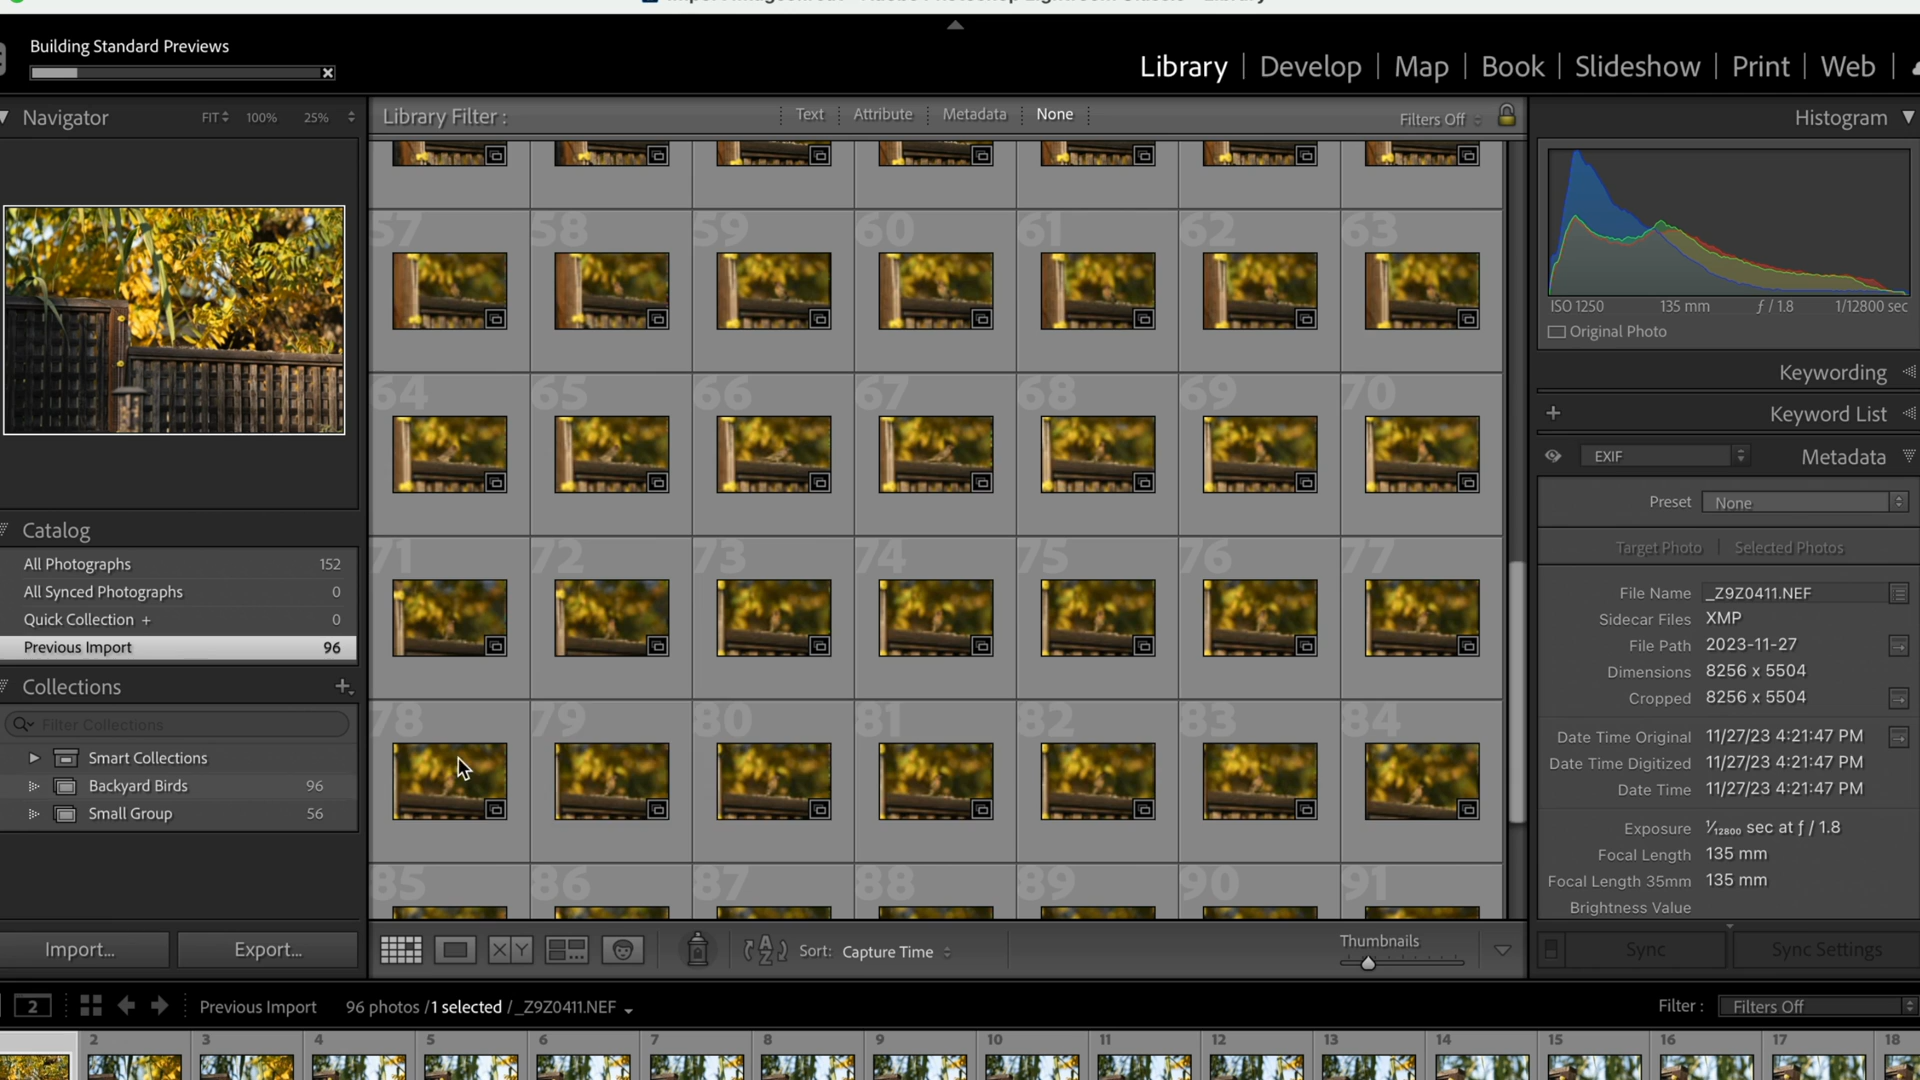 Building Standard Previews
Library | Develop | Map | Book | Slideshow | Print | Web |
Navigator FIT 100% 25%
Library Filter : Text Attribute Metadata None Filters Off
Histogram
57 58 59 60 61 62 63
ISO 1250 135 mm ƒ / 1.8 1/12800 sec
Original Photo
Keywording
64 65 66 67 68 69 70
+ Keyword List
EXIF Metadata
Preset None
Catalog
Target Photo | Selected Photos
All Photographs 152
All Synced Photographs 0
Quick Collection + 0
Previous Import 96
71 72 73 74 75 76 77
File Name _Z9Z0411.NEF
Sidecar Files XMP
File Path 2023-11-27
Dimensions 8256 x 5504
Cropped 8256 x 5504
Collections +
Filter Collections
Smart Collections
Backyard Birds 96
Small Group 56
78 79 80 81 82 83 84
Date Time Original 11/27/23 4:21:47 PM
Date Time Digitized 11/27/23 4:21:47 PM
Date Time 11/27/23 4:21:47 PM
Exposure 1/12800 sec at ƒ / 1.8
Focal Length 135 mm
Focal Length 35mm 135 mm
Brightness Value
85 86 87 88 89 90 91
Import... Export...
X Y
A Z Sort: Capture Time
Thumbnails
Sync Sync Settings
2 Previous Import 96 photos / 1 selected / _Z9Z0411.NEF
Filter : Filters Off
2 3 4 5 6 7 8 9 10 11 12 13 14 15 16 17 18